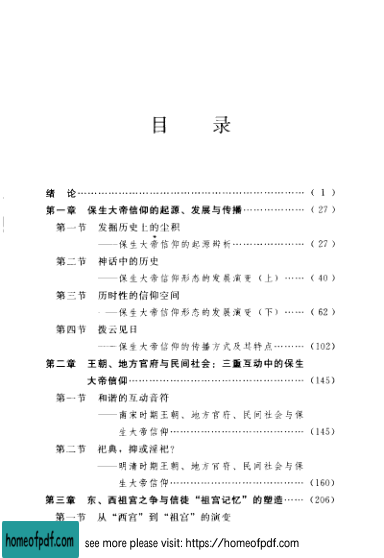 目 录
绪 论……………………………………………………( 1 )
第一章 保生大帝信仰的起源、发展与传播………………( 27 )
第一节 发掘历史上的尘积
——保生大帝信仰的起源辨析………………( 27 )
第二节 神话中的历史
——保生大帝信仰形态的发展演变（上）……( 40 )
第三节 历时性的信仰空间
——保生大帝信仰形态的发展演变（下）……( 62 )
第四节 拨云见日
——保生大帝信仰的传播方式及其特点………(102)
第二章 王朝、地方官府与民间社会：三重互动中的保生
大帝信仰……………………………………(145)
第一节 和谐的互动音符
——南宋时期王朝、地方官府、民间社会与保
生大帝信仰………………………………(145)
第二节 祀典，抑或淫祀?
——明清时期王朝、地方官府、民间社会与保
生大帝信仰………………………………(160)
第三章 东、西祖宫之争与信徒“祖宫记忆”的塑造……(206)
第一节 从“西宫”到“祖宫”的演变
homeofpdf.com see more please visit: https://homeofpdf.com